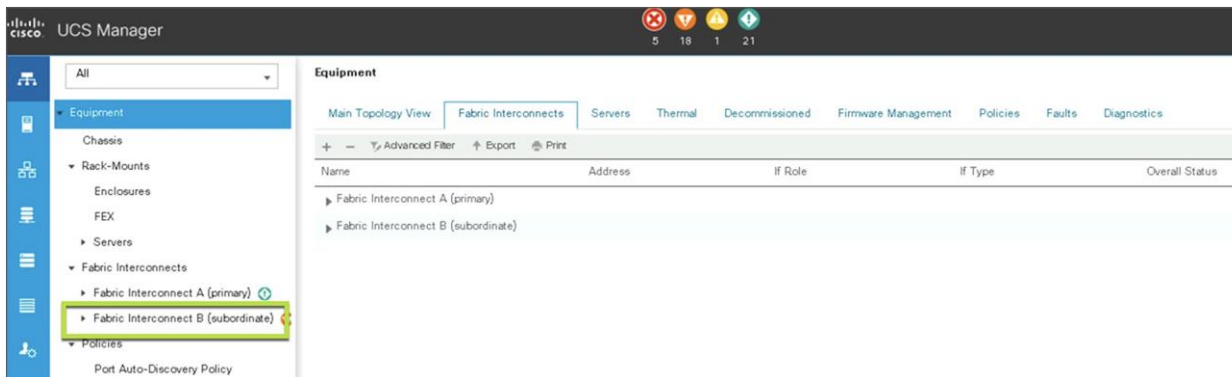 CISCO UCS Manager
5 18 1 21
All
Equipment
Chassis
Rack-Mounts
Enclosures
FEX
Servers
Fabric Interconnects
Fabric Interconnect A (primary)
Fabric Interconnect B (subordinate)
Policies
Port Auto-Discovery Policy
Equipment
Main Topology View Fabric Interconnects Servers Thermal Decommissioned Firmware Management Policies Faults Diagnostics
+ − Advanced Filter Export Print
Name Address If Role If Type Overall Status
Fabric Interconnect A (primary)
Fabric Interconnect B (subordinate)